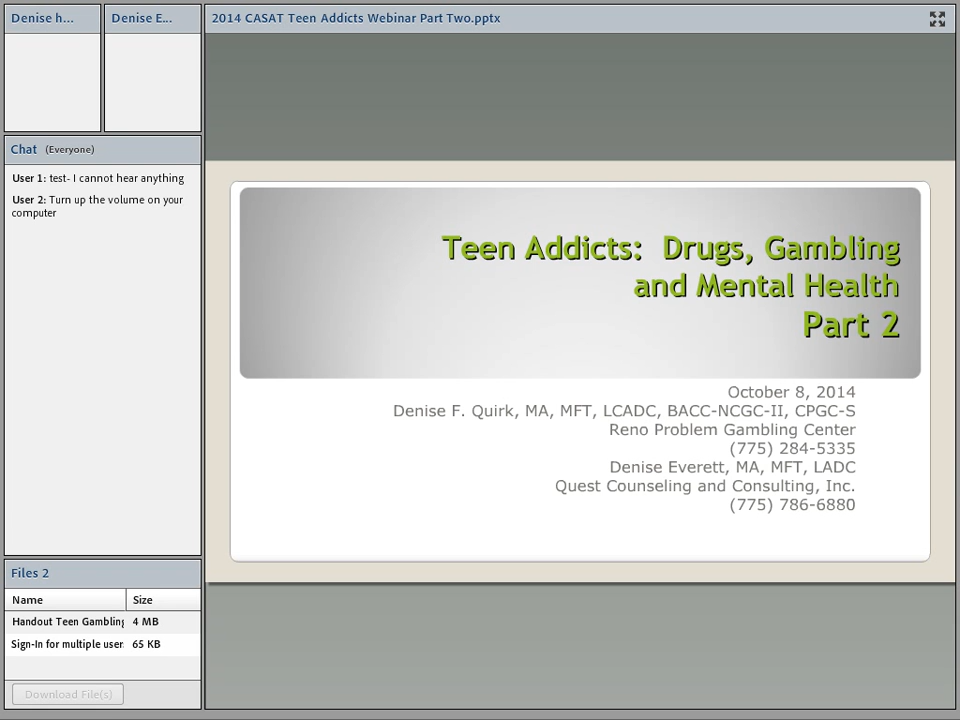 Denise h...
Denise E...
2014 CASAT Teen Addicts Webinar Part Two.pptx
Chat (Everyone)
User 1: test- I cannot hear anything
User 2: Turn up the volume on your
computer
Teen Addicts: Drugs, Gambling
and Mental Health
Part 2
October 8, 2014
Denise F. Quirk, MA, MFT, LCADC, BACC-NCGC-II, CPGC-S
Reno Problem Gambling Center
(775) 284-5335
Denise Everett, MA, MFT, LADC
Quest Counseling and Consulting, Inc.
(775) 786-6880
Files 2
Name Size
Handout Teen Gambling 4 MB
Sign-In for multiple user 65 KB
Download File(s)